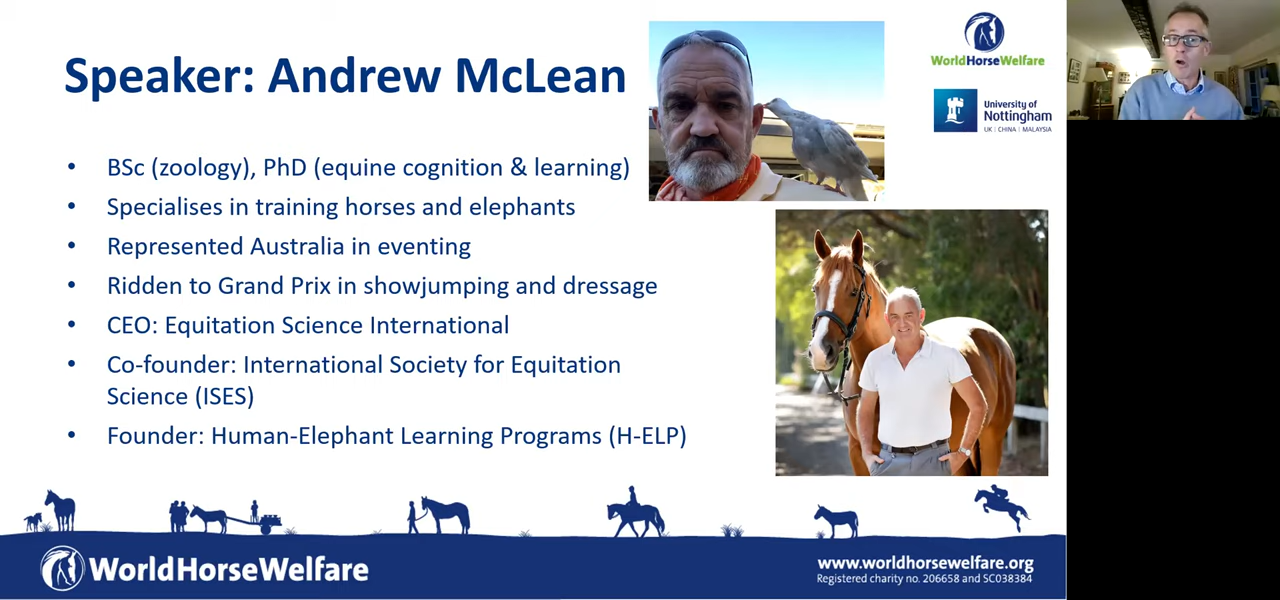 Speaker: Andrew McLean
WorldHorseWelfare
University of
Nottingham
UK | CHINA | MALAYSIA
• BSc (zoology), PhD (equine cognition & learning)
• Specialises in training horses and elephants
• Represented Australia in eventing
• Ridden to Grand Prix in showjumping and dressage
• CEO: Equitation Science International
• Co-founder: International Society for Equitation
Science (ISES)
• Founder: Human-Elephant Learning Programs (H-ELP)
WorldHorseWelfare
www.worldhorsewelfare.org
Registered charity no. 206658 and SC038384